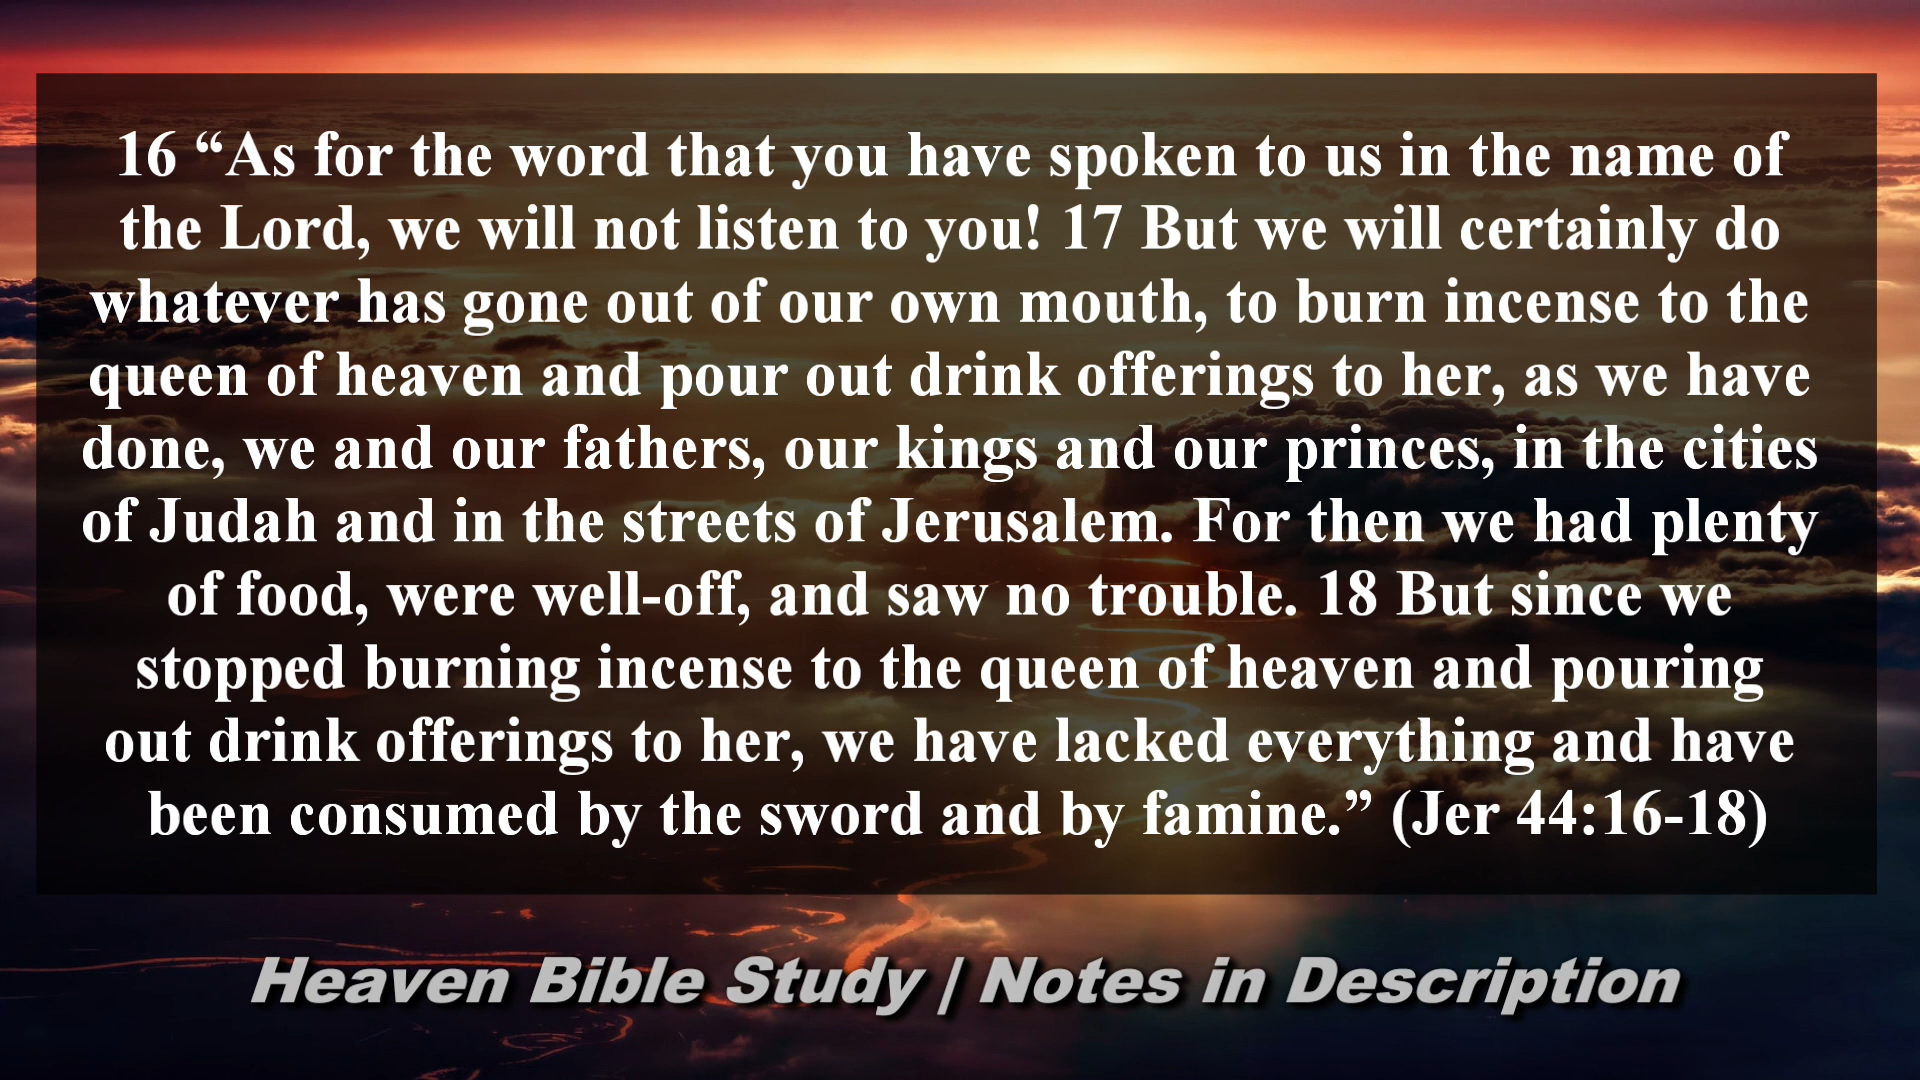 16 “As for the word that you have spoken to us in the name of
the Lord, we will not listen to you! 17 But we will certainly do
whatever has gone out of our own mouth, to burn incense to the
queen of heaven and pour out drink offerings to her, as we have
done, we and our fathers, our kings and our princes, in the cities
of Judah and in the streets of Jerusalem. For then we had plenty
of food, were well-off, and saw no trouble. 18 But since we
stopped burning incense to the queen of heaven and pouring
out drink offerings to her, we have lacked everything and have
been consumed by the sword and by famine.” (Jer 44:16-18)
Heaven Bible Study | Notes in Description